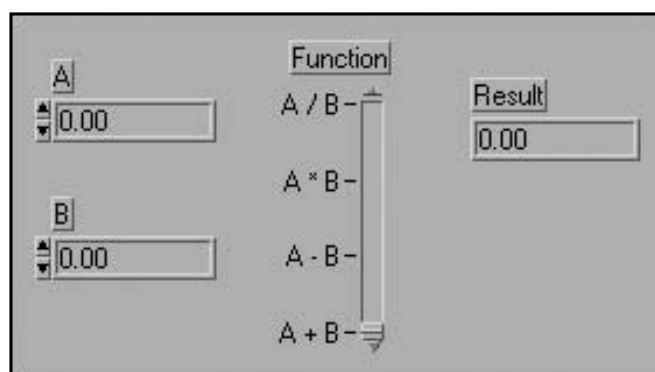 A
0.00
B
0.00
Function
A / B
A * B
A - B
A + B
Result
0.00